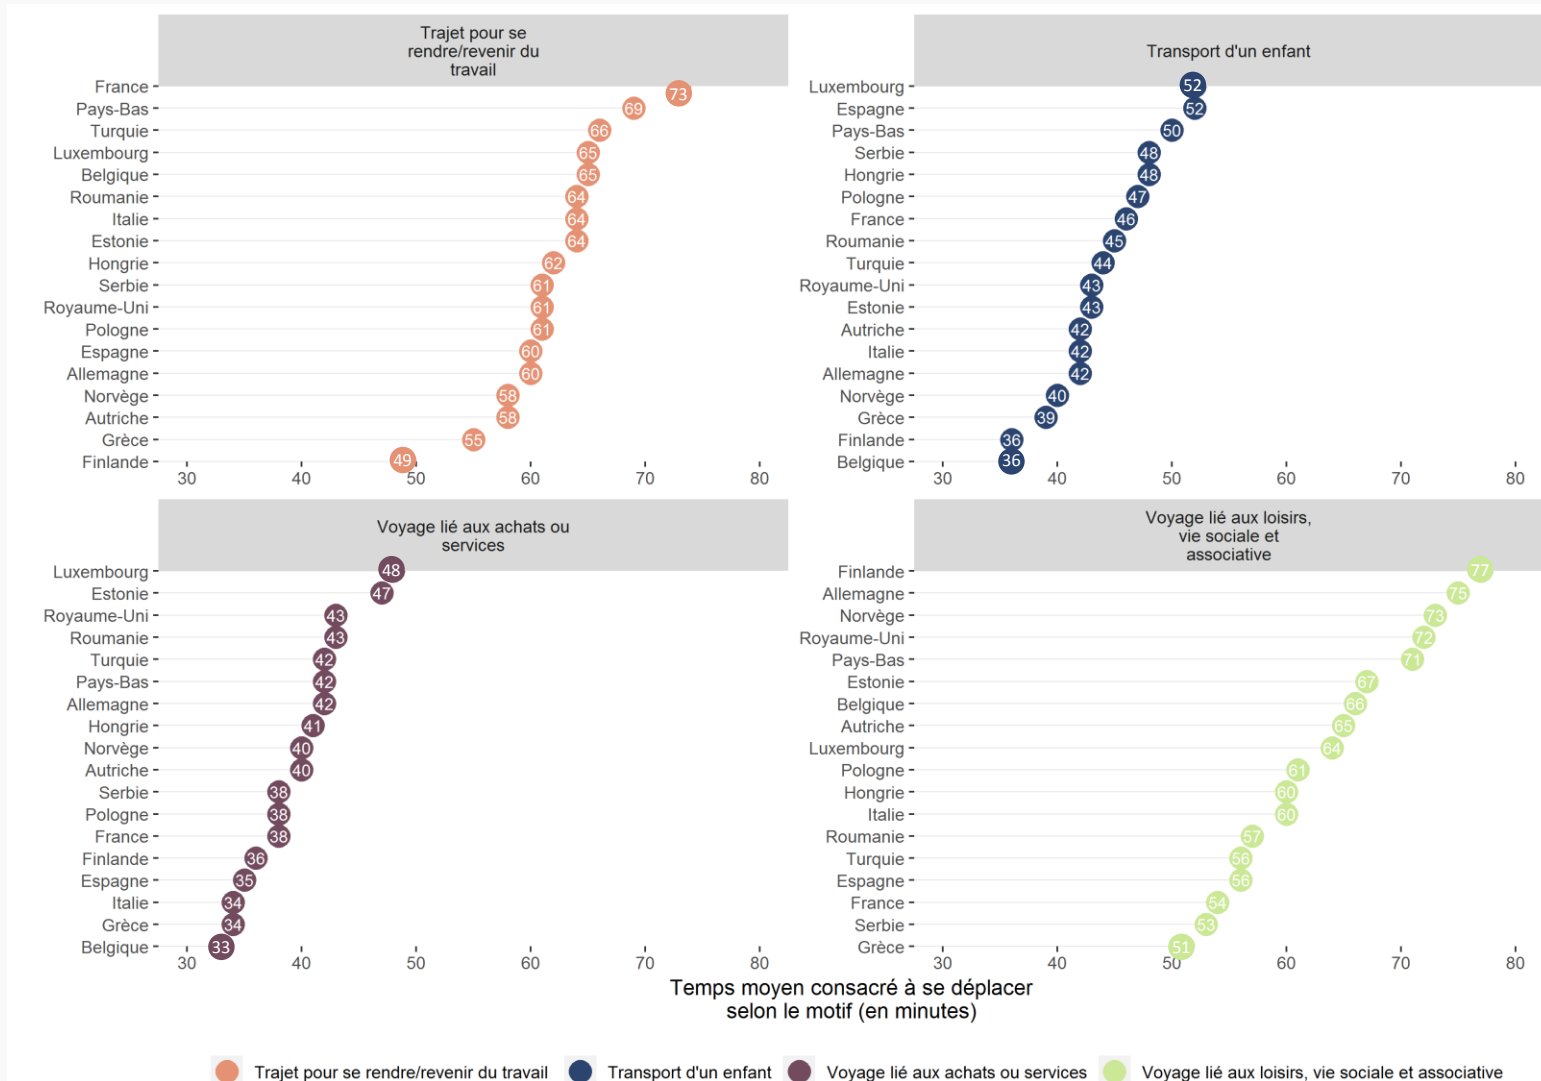 Trajet pour se
rendre/revenir du
travail
France 73
Pays-Bas 69
Turquie 66
Luxembourg 65
Belgique 65
Roumanie 64
Italie 64
Estonie 64
Hongrie 62
Serbie 61
Royaume-Uni 61
Pologne 61
Espagne 60
Allemagne 60
Norvège 58
Autriche 58
Grèce 55
Finlande 49
30 40 50 60 70 80
Transport d'un enfant
Luxembourg 52
Espagne 52
Pays-Bas 50
Serbie 48
Hongrie 48
Pologne 47
France 46
Roumanie 45
Turquie 44
Royaume-Uni 43
Estonie 43
Autriche 42
Italie 42
Allemagne 42
Norvège 40
Grèce 39
Finlande 36
Belgique 36
30 40 50 60 70 80
Voyage lié aux achats ou
services
Luxembourg 48
Estonie 47
Royaume-Uni 43
Roumanie 43
Turquie 42
Pays-Bas 42
Allemagne 42
Hongrie 41
Norvège 40
Autriche 40
Serbie 38
Pologne 38
France 38
Finlande 36
Espagne 35
Italie 34
Grèce 34
Belgique 33
30 40 50 60 70 80
Voyage lié aux loisirs,
vie sociale et
associative
Finlande 77
Allemagne 75
Norvège 73
Royaume-Uni 72
Pays-Bas 71
Estonie 67
Belgique 66
Autriche 65
Luxembourg 64
Pologne 61
Hongrie 60
Italie 60
Roumanie 57
Turquie 56
Espagne 56
France 54
Serbie 53
Grèce 51
30 40 50 60 70 80
Temps moyen consacré à se déplacer
selon le motif (en minutes)
Trajet pour se rendre/revenir du travail Transport d'un enfant Voyage lié aux achats ou services Voyage lié aux loisirs, vie sociale et associative